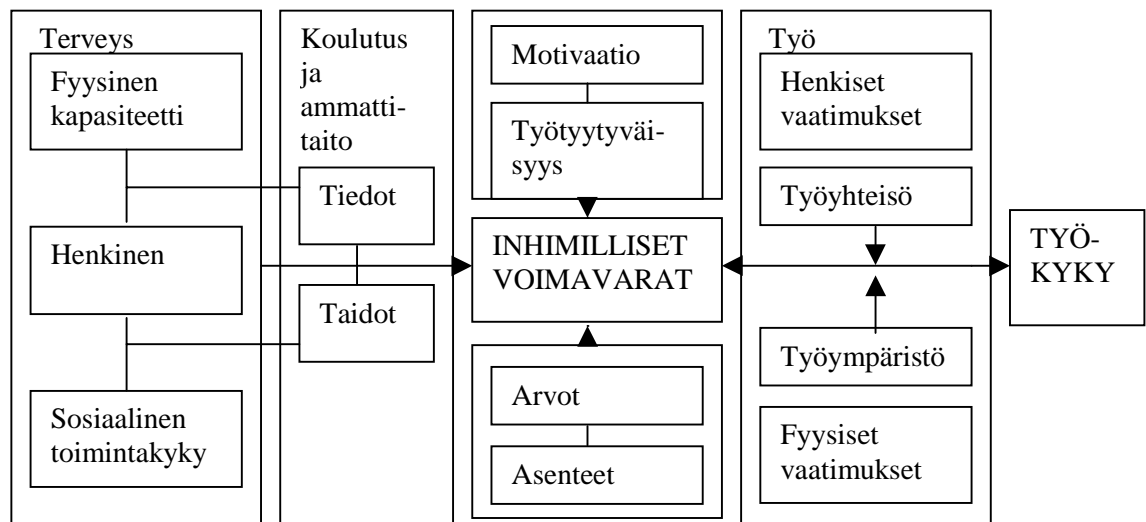 Terveys
Fyysinen
kapasiteetti
Henkinen
Sosiaalinen
toimintakyky
Koulutus
ja
ammatti-
taito
Tiedot
Taidot
Motivaatio
Työtyytyväi-
syys
INHIMILLISET
VOIMAVARAT
Arvot
Asenteet
Työ
Henkiset
vaatimukset
Työyhteisö
Työympäristö
Fyysiset
vaatimukset
TYÖ-
KYKY